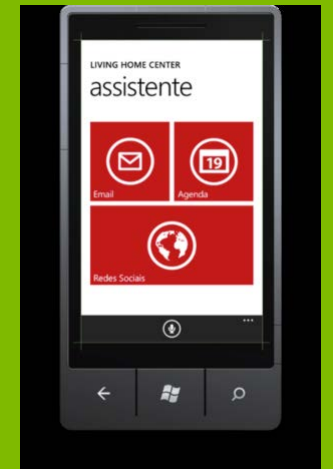 LIVING HOME CENTER
assistente
19
Email
Agenda
Redes Sociais